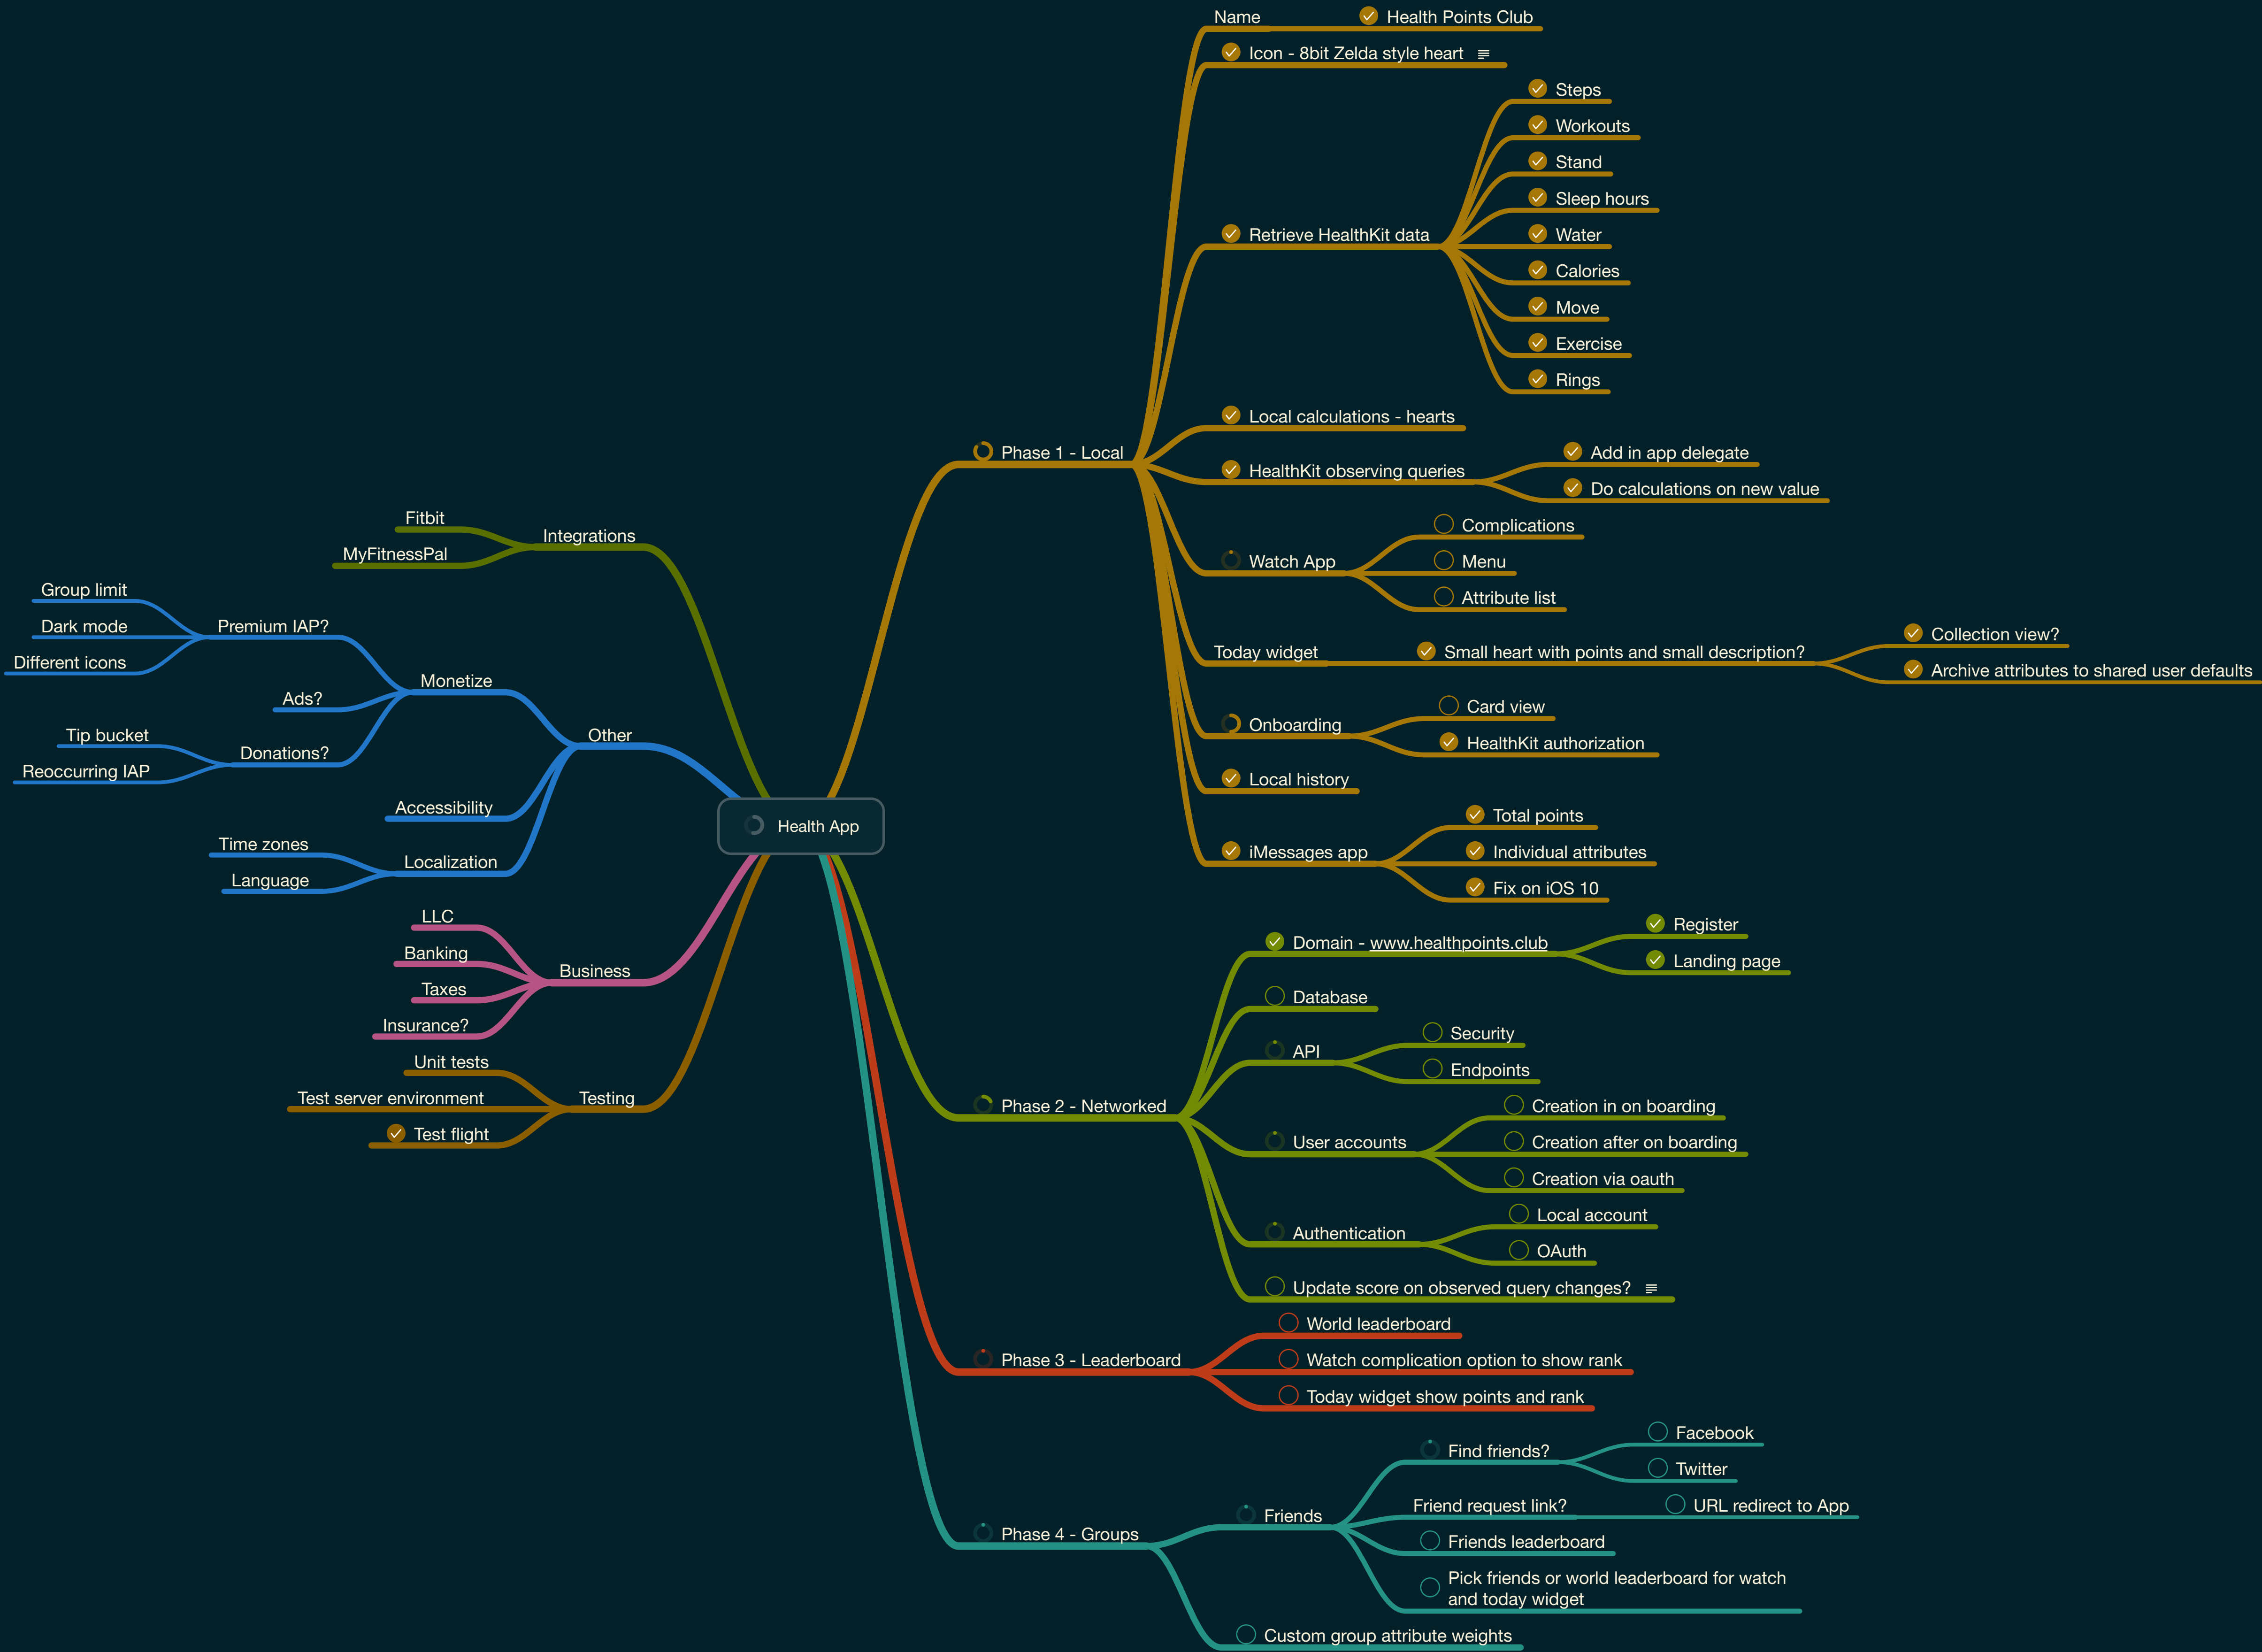 Health App
Phase 1 - Local
Name
Health Points Club
Icon - 8bit Zelda style heart
Retrieve HealthKit data
Steps
Workouts
Stand
Sleep hours
Water
Calories
Move
Exercise
Rings
Local calculations - hearts
HealthKit observing queries
Add in app delegate
Do calculations on new value
Watch App
Complications
Menu
Attribute list
Today widget
Small heart with points and small description?
Collection view?
Archive attributes to shared user defaults
Onboarding
Card view
HealthKit authorization
Local history
iMessages app
Total points
Individual attributes
Fix on iOS 10
Phase 2 - Networked
Domain - www.healthpoints.club
Register
Landing page
Database
API
Security
Endpoints
User accounts
Creation in on boarding
Creation after on boarding
Creation via oauth
Authentication
Local account
OAuth
Update score on observed query changes?
Phase 3 - Leaderboard
World leaderboard
Watch complication option to show rank
Today widget show points and rank
Phase 4 - Groups
Friends
Find friends?
Facebook
Twitter
Friend request link?
URL redirect to App
Friends leaderboard
Pick friends or world leaderboard for watch
and today widget
Custom group attribute weights
Integrations
Fitbit
MyFitnessPal
Other
Monetize
Premium IAP?
Group limit
Dark mode
Different icons
Ads?
Donations?
Tip bucket
Reoccurring IAP
Accessibility
Localization
Time zones
Language
Business
LLC
Banking
Taxes
Insurance?
Testing
Unit tests
Test server environment
Test flight